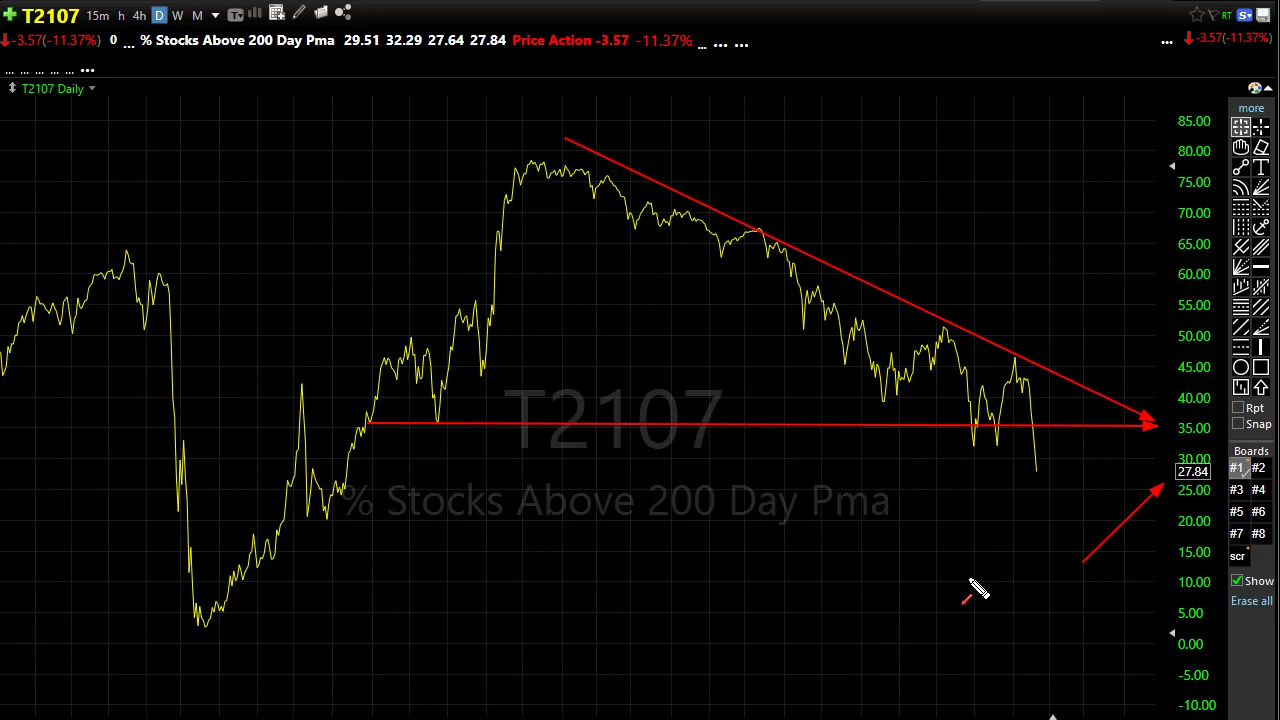 T2107 15m h 4h D W M T RT S
-3.57(-11.37%) 0 ... % Stocks Above 200 Day Pma 29.51 32.29 27.64 27.84 Price Action -3.57 -11.37% ... ... ... ... -3.57(-11.37%)
... ... ... ... ... ...
T2107 Daily
more
85.00
80.00
75.00
70.00
65.00
60.00
55.00
50.00
45.00
40.00
35.00
30.00
27.84
25.00
20.00
15.00
10.00
5.00
0.00
-5.00
-10.00
T2107
% Stocks Above 200 Day Pma
T
Rpt
Snap
Boards
#1 #2
#3 #4
#5 #6
#7 #8
scr
Show
Erase all